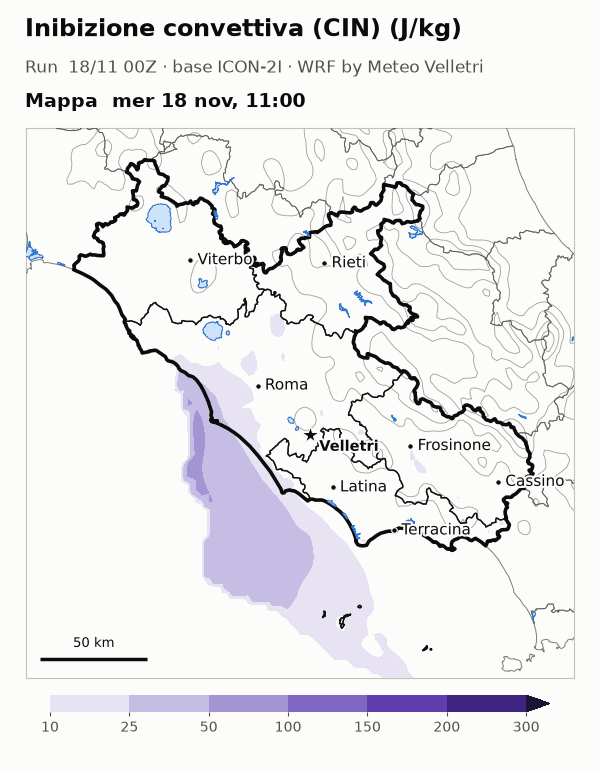 Inibizione convettiva (CIN) (J/kg)
Run 18/11 00Z · base ICON-2I · WRF by Meteo Velletri
Mappa mer 18 nov, 11:00
Viterbo
Rieti
Roma
Velletri
Frosinone
Cassino
Latina
Terracina
50 km
10 25 50 100 150 200 300